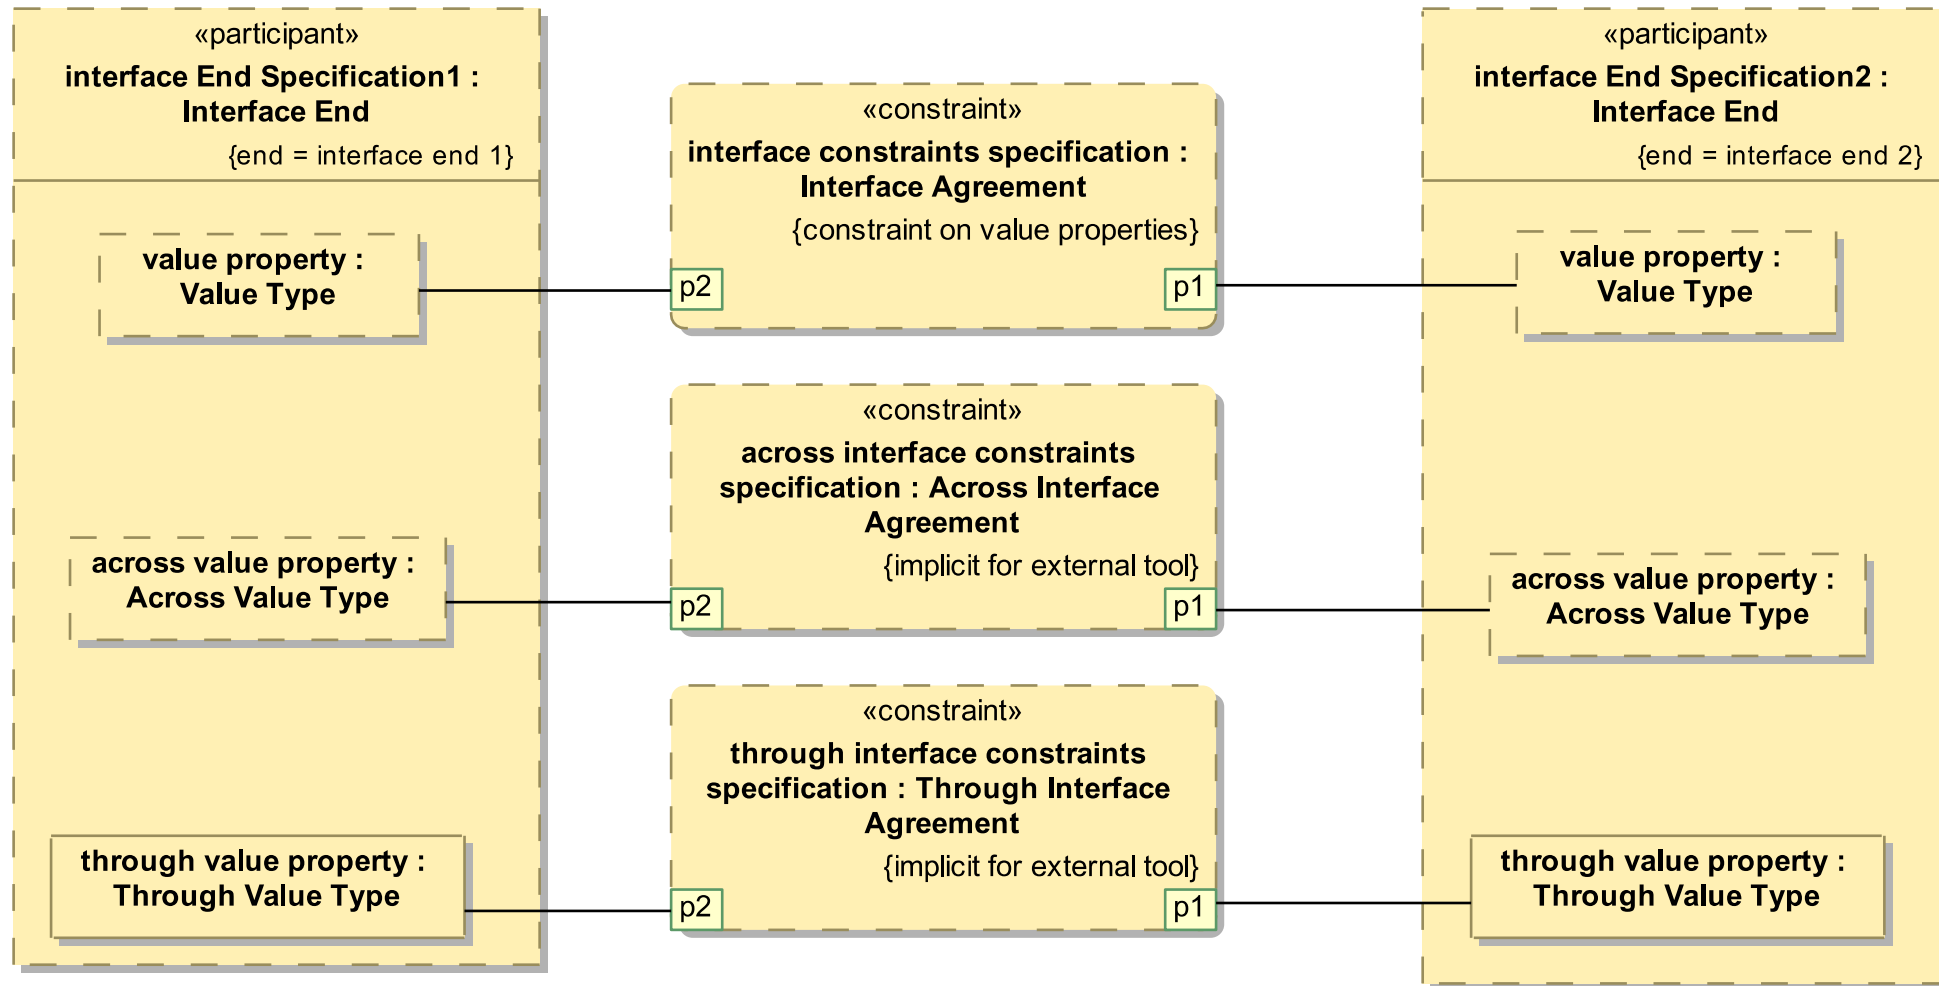 «participant»
interface End Specification1 :
Interface End
{end = interface end 1}
value property :
Value Type
across value property :
Across Value Type
through value property :
Through Value Type
«constraint»
interface constraints specification :
Interface Agreement
{constraint on value properties}
p2
p1
«constraint»
across interface constraints
specification : Across Interface
Agreement
{implicit for external tool}
p2
p1
«constraint»
through interface constraints
specification : Through Interface
Agreement
{implicit for external tool}
p2
p1
«participant»
interface End Specification2 :
Interface End
{end = interface end 2}
value property :
Value Type
across value property :
Across Value Type
through value property :
Through Value Type